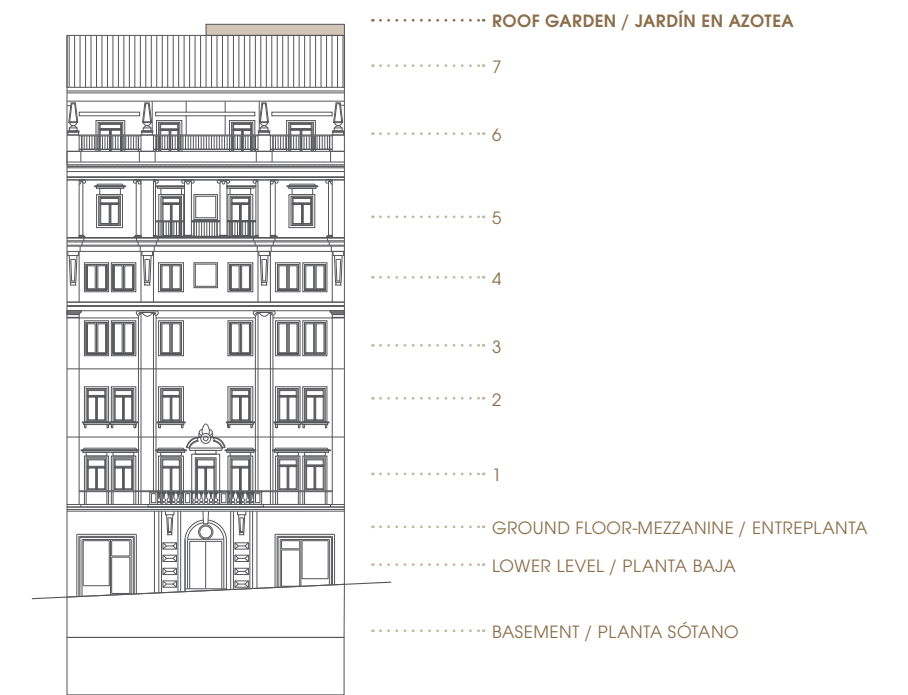 ROOF GARDEN / JARDÍN EN AZOTEA
7
6
5
4
3
2
1
GROUND FLOOR-MEZZANINE / ENTREPLANTA
LOWER LEVEL / PLANTA BAJA
BASEMENT / PLANTA SÓTANO